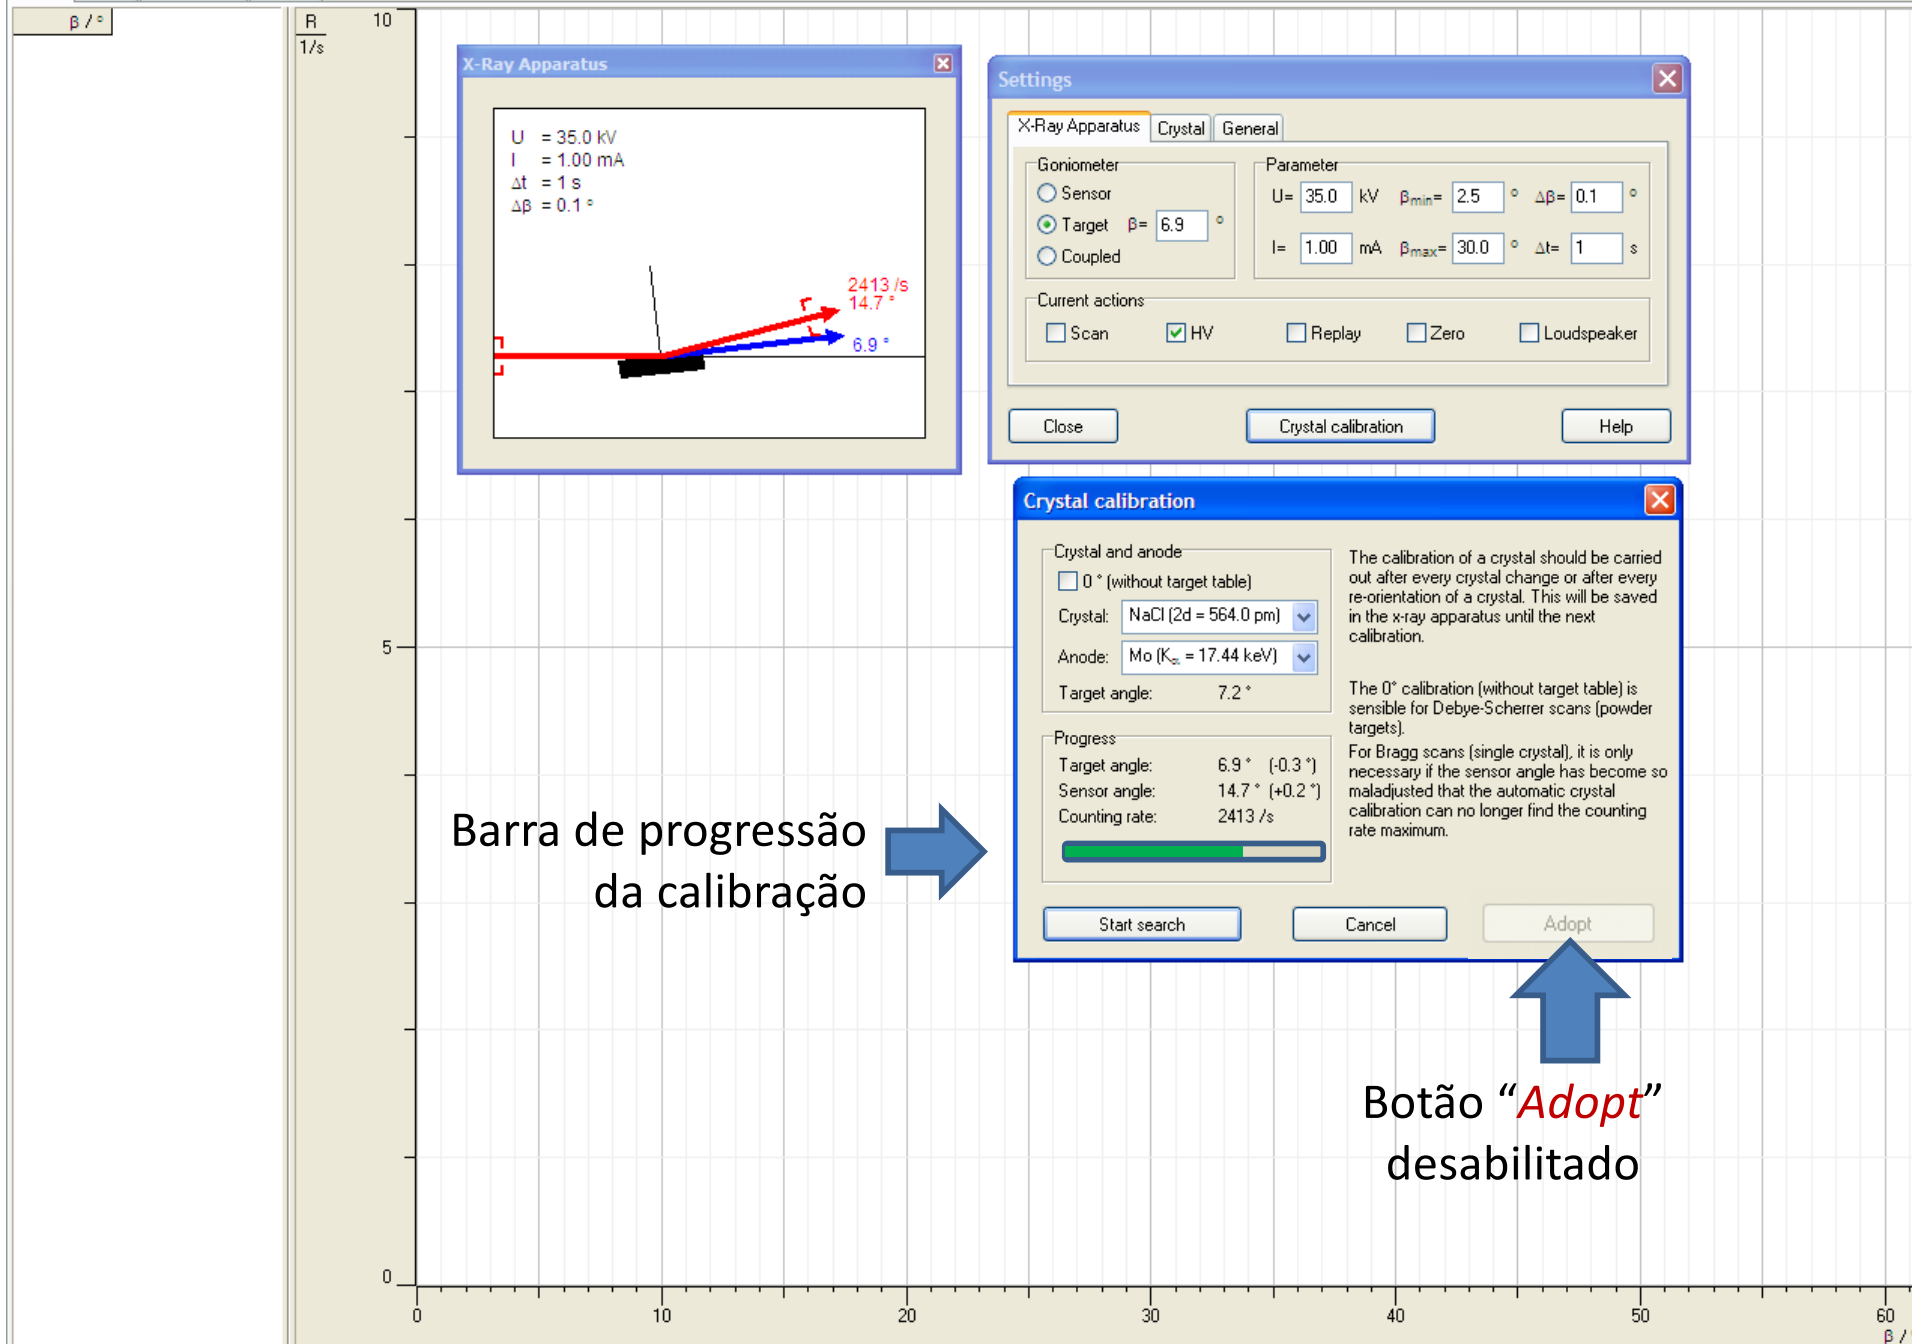 β / °
R
1/s
10
5
0
X-Ray Apparatus
U = 35.0 kV
I = 1.00 mA
Δt = 1 s
Δβ = 0.1 °
2413 /s
14.7 °
6.9 °
Settings
X-Ray Apparatus Crystal General
Goniometer
Sensor
Target β= 6.9 °
Coupled
Parameter
U= 35.0 kV βmin= 2.5 ° Δβ= 0.1 °
I= 1.00 mA βmax= 30.0 ° Δt= 1 s
Current actions
Scan HV Replay Zero Loudspeaker
Close Crystal calibration Help
Crystal calibration
Crystal and anode
0 ° (without target table)
Crystal: NaCl (2d = 564.0 pm)
Anode: Mo (Kα = 17.44 keV)
Target angle: 7.2 °
Progress
Target angle: 6.9 ° (-0.3 °)
Sensor angle: 14.7 ° (+0.2 °)
Counting rate: 2413 /s
The calibration of a crystal should be carried
out after every crystal change or after every
re-orientation of a crystal. This will be saved
in the x-ray apparatus until the next
calibration.
The 0° calibration (without target table) is
sensible for Debye-Scherrer scans (powder
targets).
For Bragg scans (single crystal), it is only
necessary if the sensor angle has become so
maladjusted that the automatic crystal
calibration can no longer find the counting
rate maximum.
Start search Cancel Adopt
Barra de progressão
da calibração
Botão “Adopt”
desabilitado
0 10 20 30 40 50 60
β /